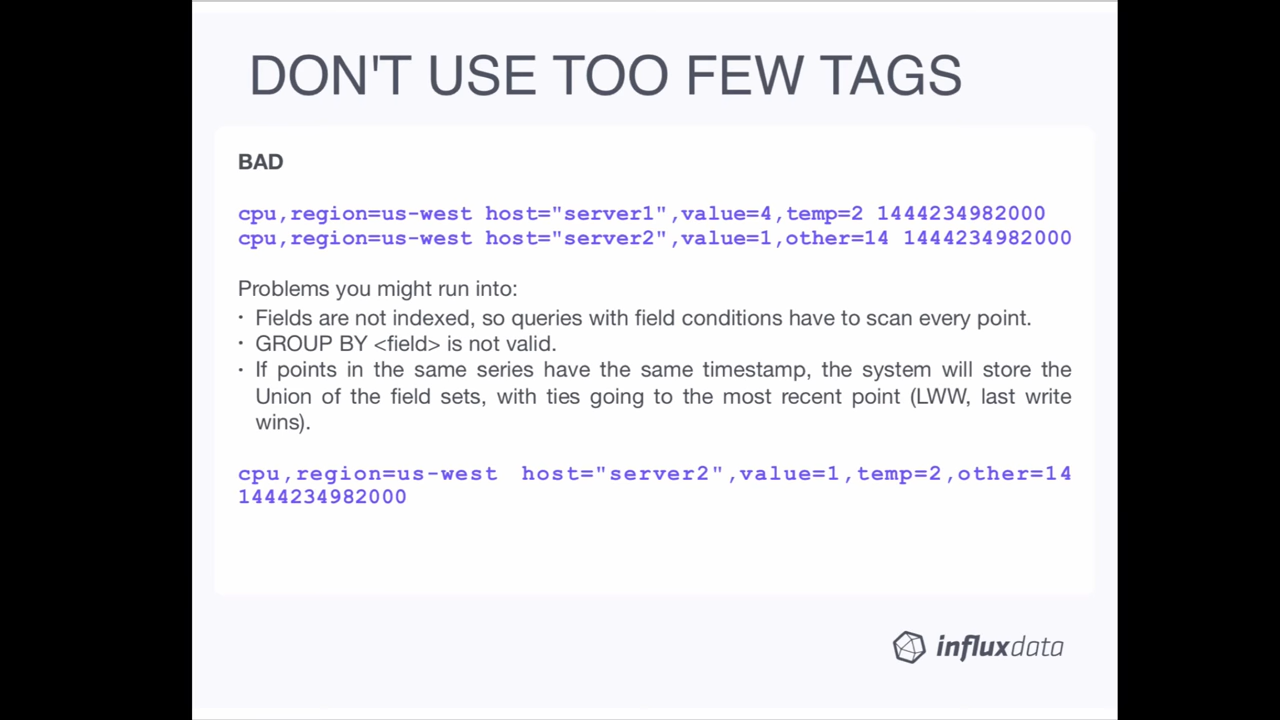 DON'T USE TOO FEW TAGS
BAD
cpu,region=us-west host="server1",value=4,temp=2 1444234982000
cpu,region=us-west host="server2",value=1,other=14 1444234982000
Problems you might run into:
• Fields are not indexed, so queries with field conditions have to scan every point.
• GROUP BY <field> is not valid.
• If points in the same series have the same timestamp, the system will store the
Union of the field sets, with ties going to the most recent point (LWW, last write
wins).
cpu,region=us-west host="server2",value=1,temp=2,other=14
1444234982000
influxdata